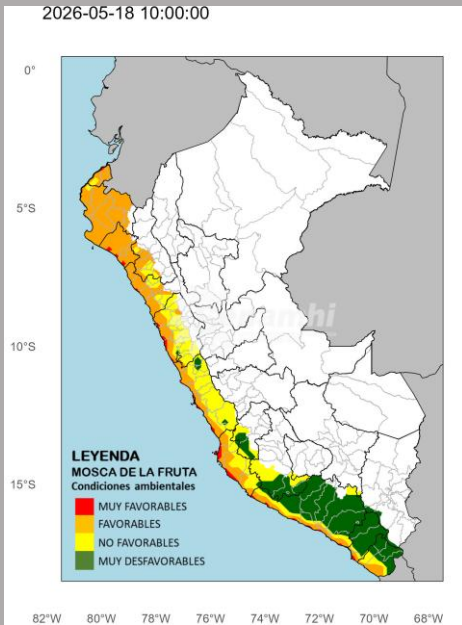 2026-05-18 10:00:00
0°
5°S
10°S
15°S
LEYENDA
MOSCA DE LA FRUTA
Condiciones ambientales
MUY FAVORABLES
FAVORABLES
NO FAVORABLES
MUY DESFAVORABLES
82°W 80°W 78°W 76°W 74°W 72°W 70°W 68°W